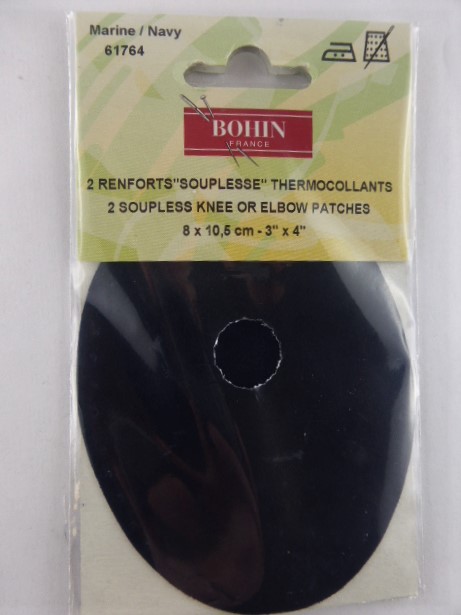 Marine / Navy
61764
BOHIN
FRANCE
2 RENFORTS"SOUPLESSE" THERMOCOLLANTS
2 SOUPLESS KNEE OR ELBOW PATCHES
8 x 10,5 cm - 3" x 4"